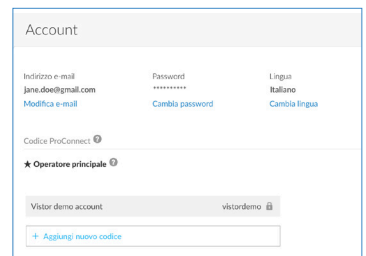 Account
Indirizzo e-mail Password Lingua
jane.doe@gmail.com ********** Italiano
Modifica e-mail Cambia password Cambia lingua
Codice ProConnect ?
★ Operatore principale ?
Vistor demo account vistordemo
+ Aggiungi nuovo codice